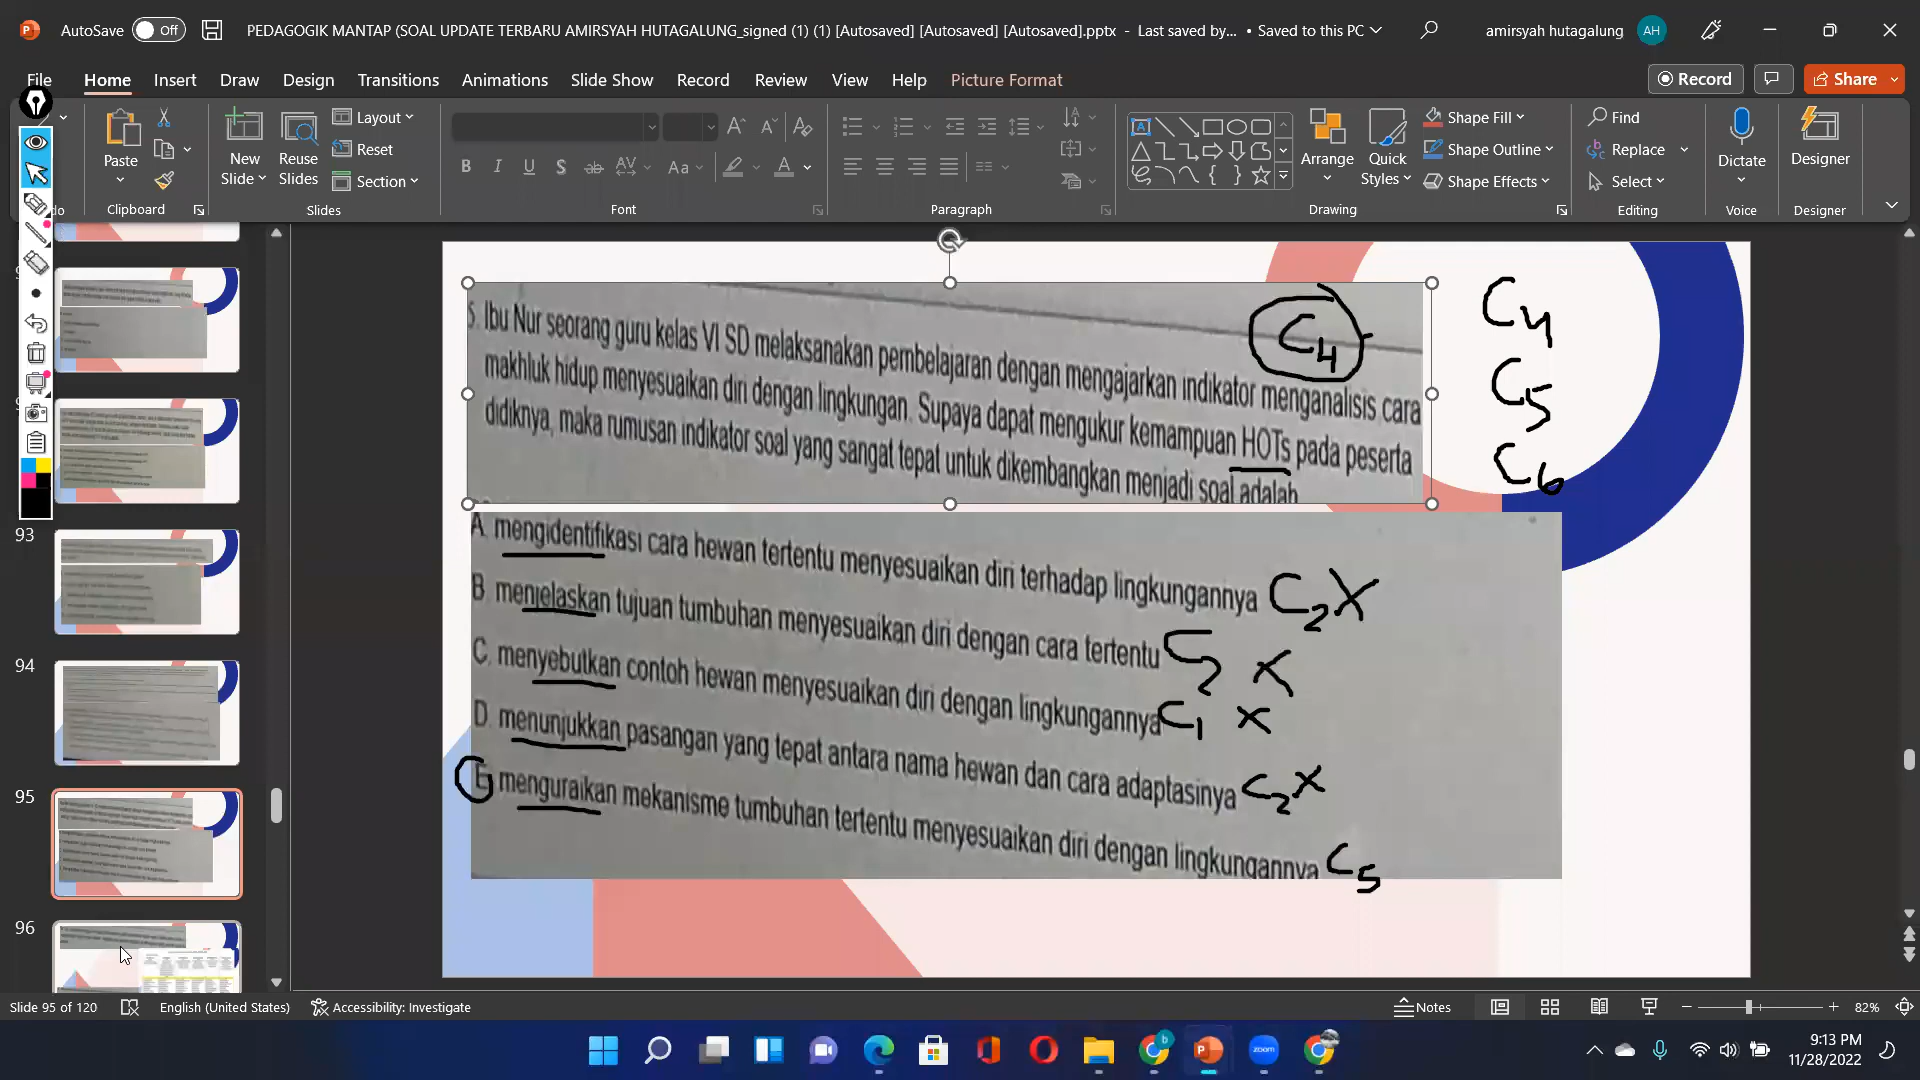 AutoSave Off PEDAGOGIK MANTAP (SOAL UPDATE TERBARU AMIRSYAH HUTAGALUNG_signed (1) (1) [Autosaved] [Autosaved] [Autosaved].pptx - Last saved by... • Saved to this PC amirsyah hutagalung AH
File Home Insert Draw Design Transitions Animations Slide Show Record Review View Help Picture Format Record Share
Paste
New Slide
Reuse Slides
Layout
Reset
Section
B I U S ab AV Aa A
Arrange
Quick Styles
Shape Fill
Shape Outline
Shape Effects
Find
Replace
Select
Dictate
Designer
Clipboard Slides Font Paragraph Drawing Editing Voice Designer
5. Ibu Nur seorang guru kelas VI SD melaksanakan pembelajaran dengan mengajarkan indikator menganalisis cara
makhluk hidup menyesuaikan diri dengan lingkungan. Supaya dapat mengukur kemampuan HOTs pada peserta
didiknya, maka rumusan indikator soal yang sangat tepat untuk dikembangkan menjadi soal adalah
C4
C4
C5
C6
A. mengidentifikasi cara hewan tertentu menyesuaikan diri terhadap lingkungannya C2 X
B. menjelaskan tujuan tumbuhan menyesuaikan diri dengan cara tertentu C2 X
C. menyebutkan contoh hewan menyesuaikan diri dengan lingkungannya C1 X
D. menunjukkan pasangan yang tepat antara nama hewan dan cara adaptasinya C2 X
E. menguraikan mekanisme tumbuhan tertentu menyesuaikan diri dengan lingkungannya C5
93
94
95
96
Slide 95 of 120 English (United States) Accessibility: Investigate Notes 82%
zoom
9:13 PM
11/28/2022